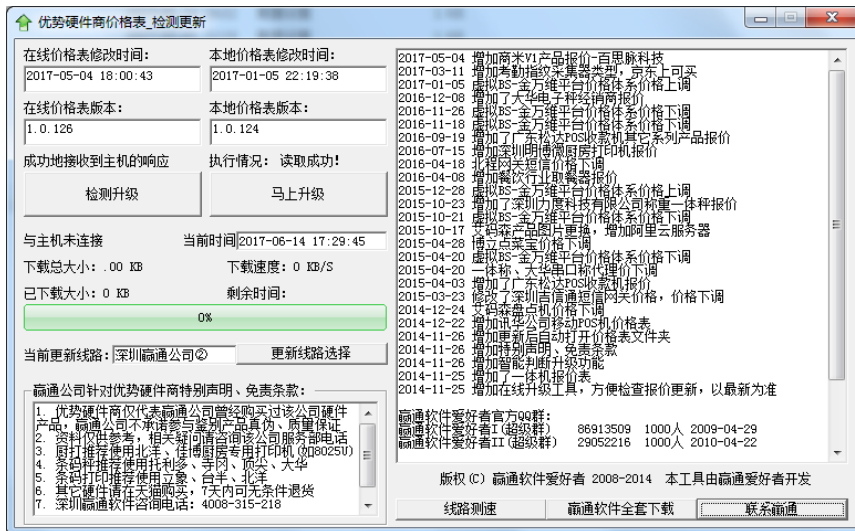 优势硬件商价格表_检测更新
在线价格表修改时间:
本地价格表修改时间:
2017-05-04 18:00:43
2017-01-05 22:19:38
在线价格表版本:
本地价格表版本:
1.0.126
1.0.124
成功地接收到主机的响应
执行情况: 读取成功!
检测升级
马上升级
与主机未连接
当前时间
2017-06-14 17:29:45
下载总大小: .00 KB
下载速度: 0 KB/S
已下载大小: 0 KB
剩余时间:
0%
当前更新线路:
深圳赢通公司②
更新线路选择
赢通公司针对优势硬件商特别声明、免责条款:
1. 优势硬件商仅代表赢通公司曾经购买过该公司硬件
产品,赢通公司不承诺参与鉴别产品真伪、质量保证
2. 资料仅供参考,相关疑问请咨询该公司服务部电话
3. 厨打推荐使用北洋、佳博厨房专用打印机(如8025U)
4. 条码秤推荐使用托利多、寺冈、顶尖、大华
5. 条码打印推荐使用立象、台半、北洋
6. 其它硬件请在天猫购买,7天内可无条件退货
7. 深圳赢通软件咨询电话: 4008-315-218
2017-05-04 增加商米V1产品报价-百思脉科技
2017-03-11 增加考勤指纹采集器类型,京东上可买
2017-01-05 虚拟BS-金万维平台价格体系价格上调
2016-12-08 增加了大华电子秤经销商报价
2016-11-26 虚拟BS-金万维平台价格体系价格下调
2016-11-18 虚拟BS-金万维平台价格体系价格上调
2016-09-19 增加了广东松达POS收款机其它系列产品报价
2016-07-15 增加深圳明博微厨房打印机报价
2016-04-18 北程网关短信价格下调
2016-04-08 增加餐饮行业取餐器报价
2015-12-28 虚拟BS-金万维平台价格体系价格上调
2015-10-23 增加了深圳力度科技有限公司称重一体秤报价
2015-10-21 虚拟BS-金万维平台价格体系价格下调
2015-10-17 艾码森产品图片更换,增加阿里云服务器
2015-04-28 博立点菜宝价格下调
2015-04-20 虚拟BS-金万维平台价格体系价格下调
2015-04-20 一体称、大华串口称代理价下调
2015-04-03 增加了广东松达POS收款机报价
2015-03-23 修改了深圳吉信通短信网关价格,价格下调
2014-12-24 艾码森盘点机价格下调
2014-12-22 增加讯华公司移动POS机价格表
2014-11-26 增加更新后自动打开价格表文件夹
2014-11-26 增加特别声明、免责条款
2014-11-26 增加智能判断升级功能
2014-11-25 增加了一体机报价表
2014-11-25 增加在线升级工具,方便检查报价更新,以最新为准
赢通软件爱好者官方QQ群:
赢通软件爱好者I(超级群) 86913509 1000人 2009-04-29
赢通软件爱好者II(超级群) 29052216 1000人 2010-04-22
版权(C) 赢通软件爱好者 2008-2014 本工具由赢通爱好者开发
线路测速
赢通软件全套下载
联系赢通